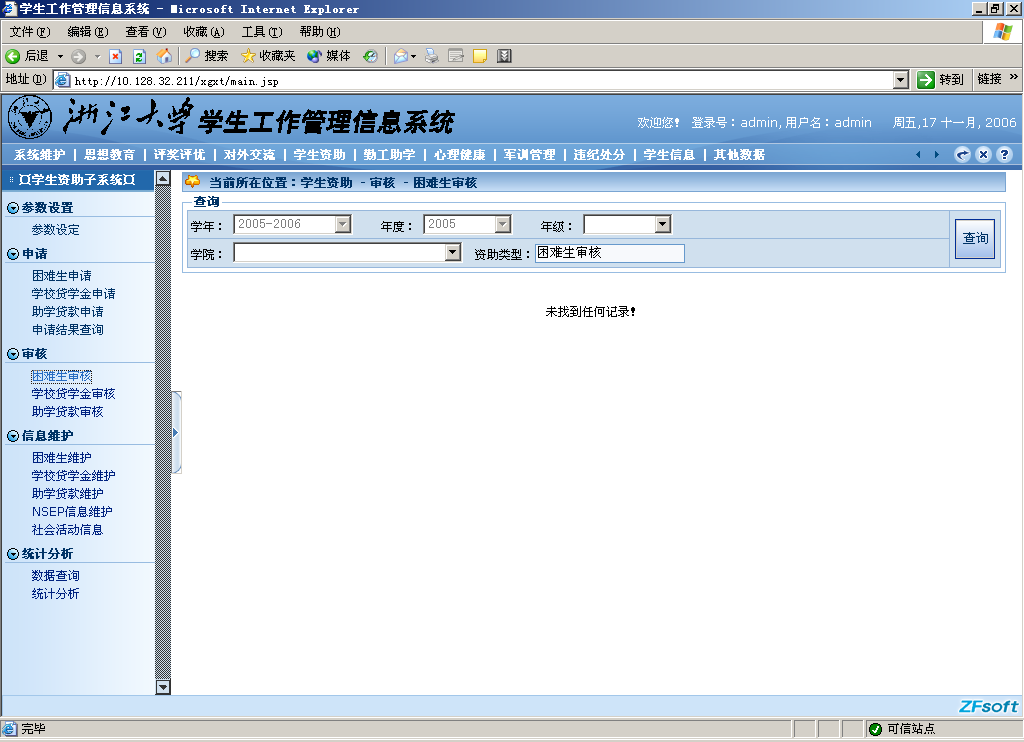 学生工作管理信息系统 - Microsoft Internet Explorer
文件(F) 编辑(E) 查看(V) 收藏(A) 工具(T) 帮助(H)
后退 搜索 收藏夹 媒体
地址(D) http://10.128.32.211/xgxt/main.jsp 转到 链接 »
浙江大学 学生工作管理信息系统
欢迎您! 登录号：admin,用户名：admin 周五,17 十一月, 2006
系统维护 | 思想教育 | 评奖评优 | 对外交流 | 学生资助 | 勤工助学 | 心理健康 | 军训管理 | 违纪处分 | 学生信息 | 其他数据
¤学生资助子系统¤
参数设置
参数设定
申请
困难生申请
学校贷学金申请
助学贷款申请
申请结果查询
审核
困难生审核
学校贷学金审核
助学贷款审核
信息维护
困难生维护
学校贷学金维护
助学贷款维护
NSEP信息维护
社会活动信息
统计分析
数据查询
统计分析
当前所在位置：学生资助 - 审核 - 困难生审核
查询
学年： 2005-2006 年度： 2005 年级：
学院： 资助类型： 困难生审核
查询
未找到任何记录!
ZFsoft
完毕 可信站点